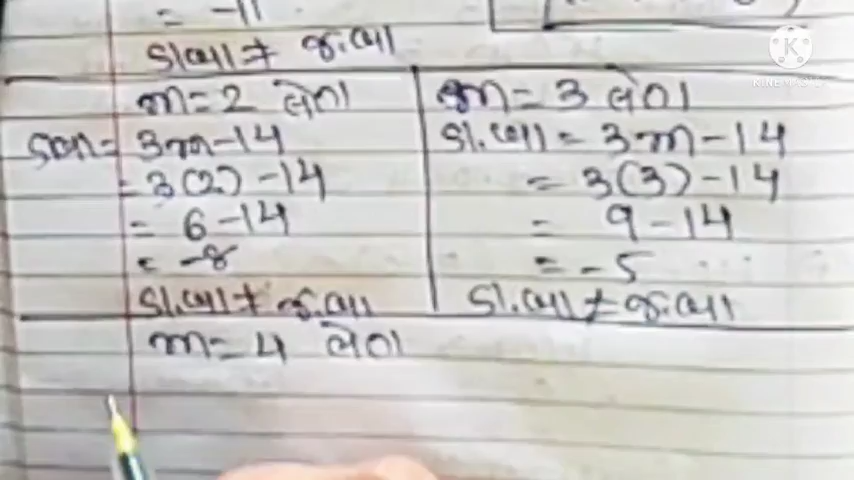 = -11
ડા.બા ≠ જ.બા
m = 2 લેતા
ડાબા = 3m - 14
= 3(2) - 14
= 6 - 14
= -8
ડા.બા ≠ જ.બા
m = 3 લેતા
ડા.બા = 3m - 14
= 3(3) - 14
= 9 - 14
= -5
ડા.બા ≠ જ.બા
m = 4 લેતા
K
KINEMASTER